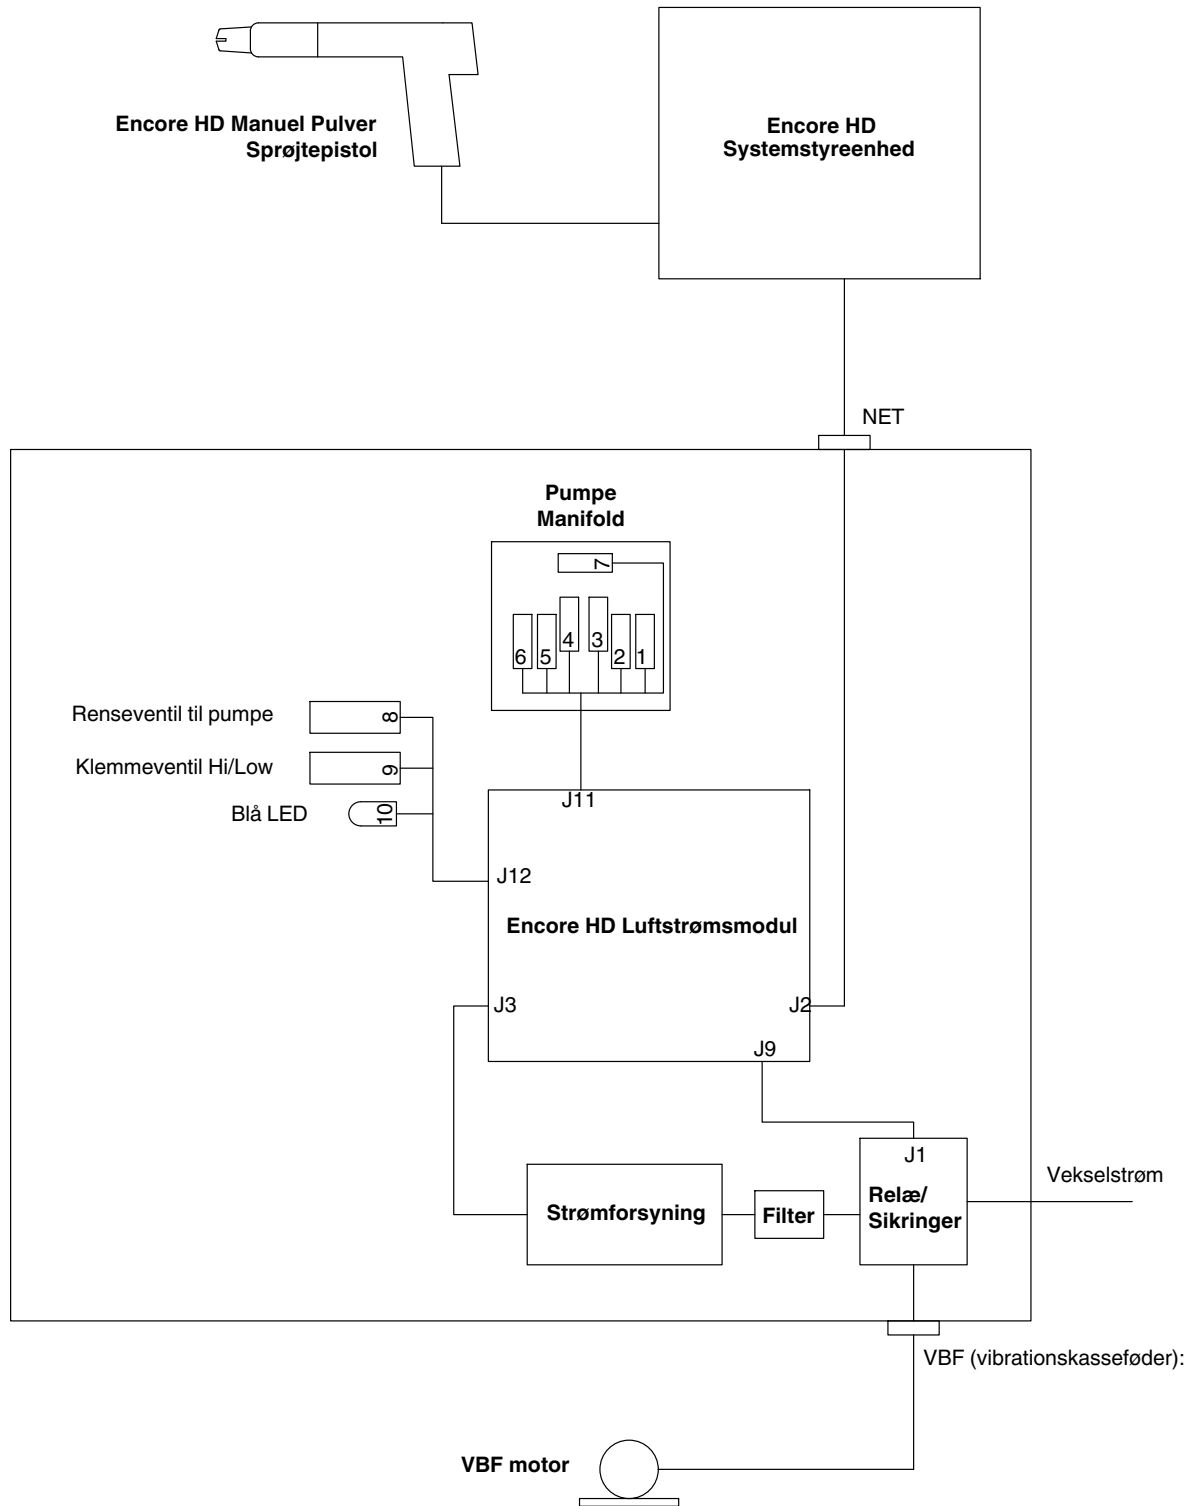 Encore HD Manuel Pulver
Sprøjtepistol
Encore HD
Systemstyreenhed
NET
Pumpe
Manifold
7
6
5
4
3
2
1
Renseventil til pumpe
8
Klemmeventil Hi/Low
9
Blå LED
10
J11
J12
Encore HD Luftstrømsmodul
J3
J2
J9
J1
Relæ/
Sikringer
Vekselstrøm
Strømforsyning
Filter
VBF (vibrationskasseføder):
VBF motor